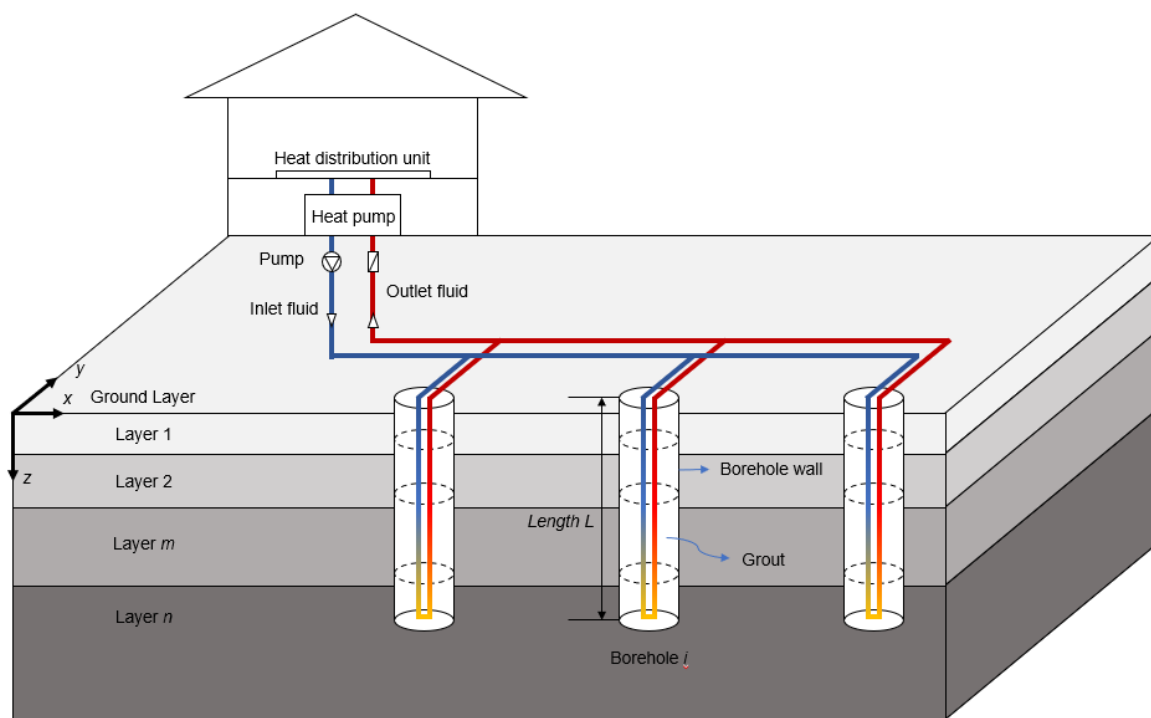 Heat distribution unit
Heat pump
Pump
Outlet fluid
Inlet fluid
y
x
Ground Layer
Layer 1
z
Layer 2
Borehole wall
Length L
Layer m
Grout
Layer n
Borehole i